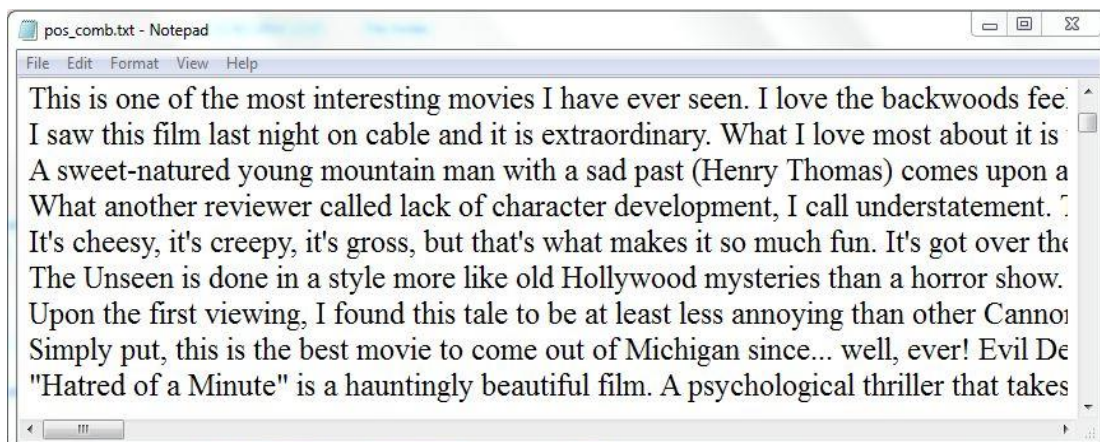 pos_comb.txt - Notepad
File Edit Format View Help
This is one of the most interesting movies I have ever seen. I love the backwoods
I saw this film last night on cable and it is extraordinary. What I love most about it is
A sweet-natured young mountain man with a sad past (Henry Thomas) comes upon a
What another reviewer called lack of character development, I call understatement.
It's cheesy, it's creepy, it's gross, but that's what makes it so much fun. It's got over
The Unseen is done in a style more like old Hollywood mysteries than a horror show.
Upon the first viewing, I found this tale to be at least less annoying than other
Simply put, this is the best movie to come out of Michigan since... well, ever! Evil
"Hatred of a Minute" is a hauntingly beautiful film. A psychological thriller that takes